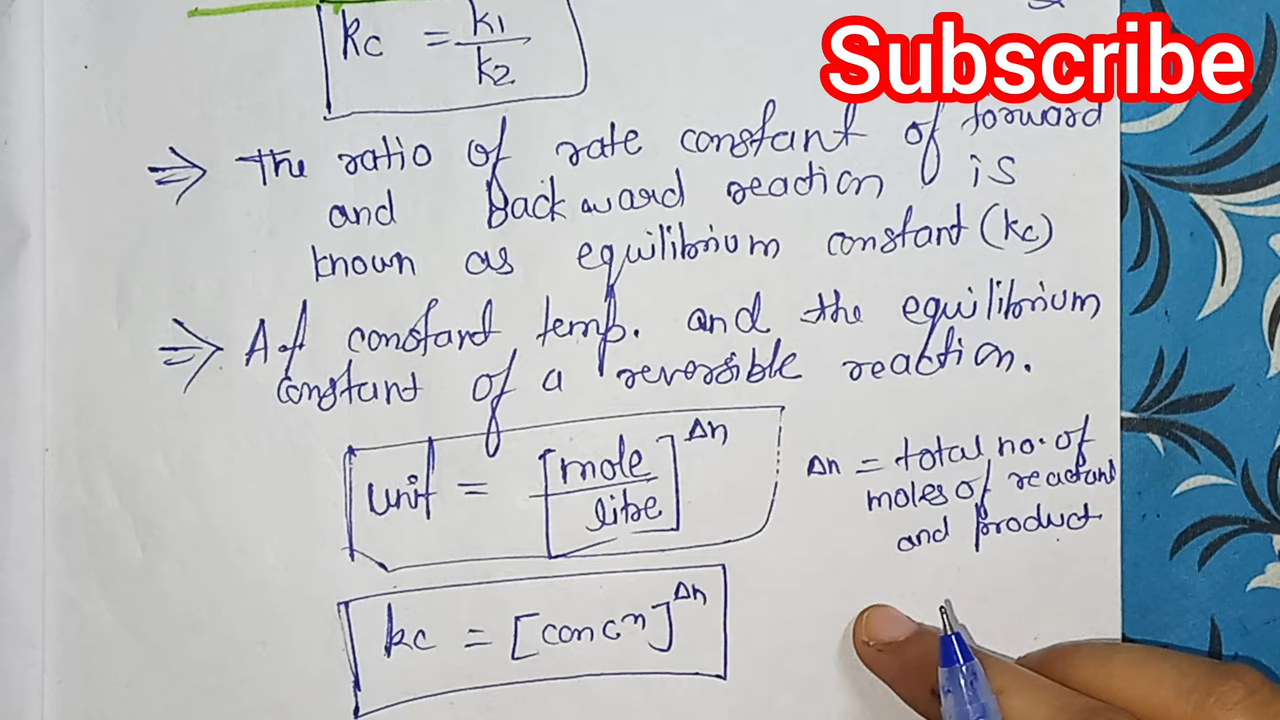 Subscribe
kc = k1/k2
⇒ The ratio of rate constant of forward
and backward reaction is
known as equilibrium constant (kc)
⇒ At constant temp. and the equilibrium
constant of a reversible reaction.
unit = [mole/litre]^Δn
Δn = total no. of
moles of reactant
and product
kc = [concn]^Δn